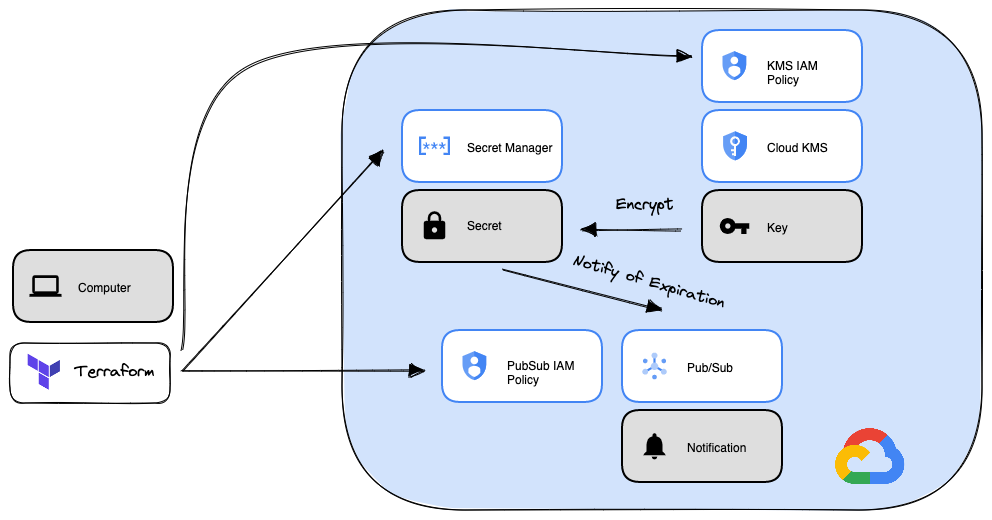 KMS IAM
Policy
Secret Manager
Cloud KMS
Encrypt
Secret
Key
Notify of Expiration
Computer
Terraform
PubSub IAM
Policy
Pub/Sub
Notification